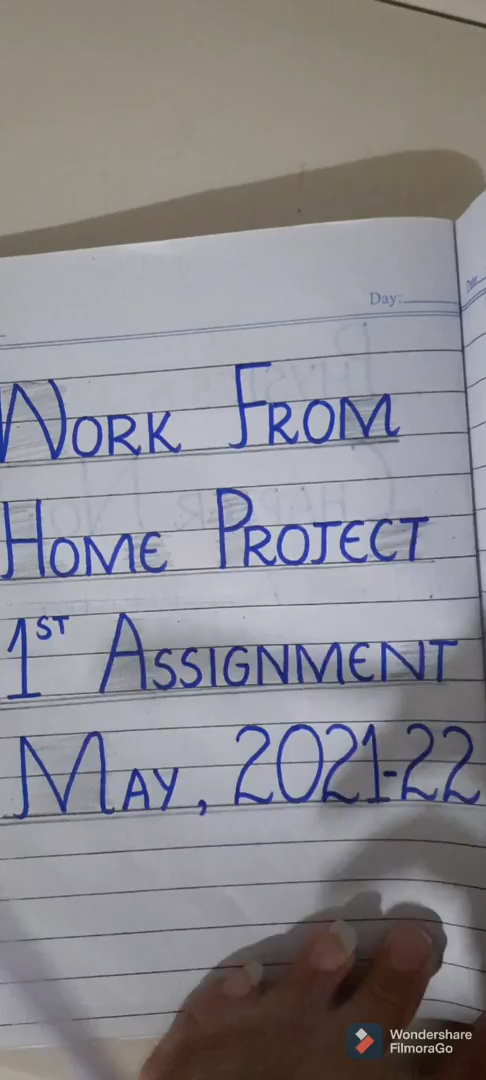 Day:
WORK FROM
HOME PROJECT
1ST ASSIGNMENT
MAY, 2021-22
Wondershare
FilmoraGo